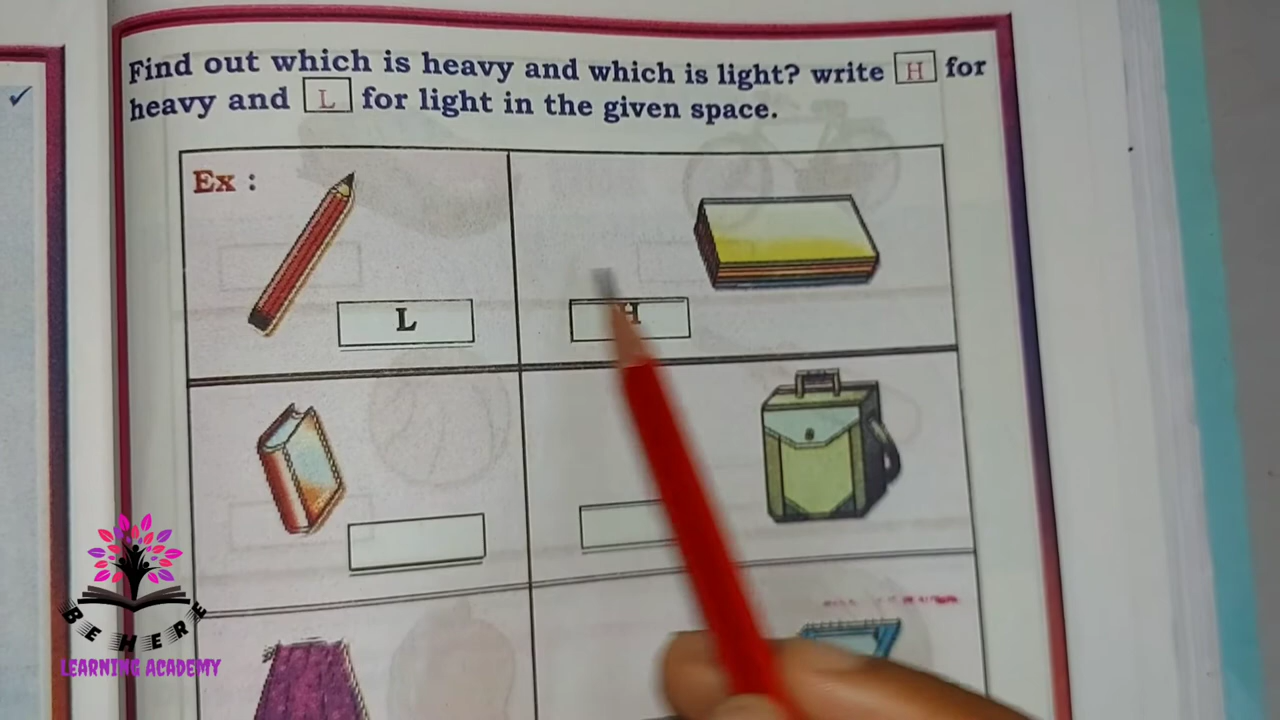 Find out which is heavy and which is light? write H for
heavy and L for light in the given space.
Ex :
L
H
BE HERE
LEARNING ACADEMY